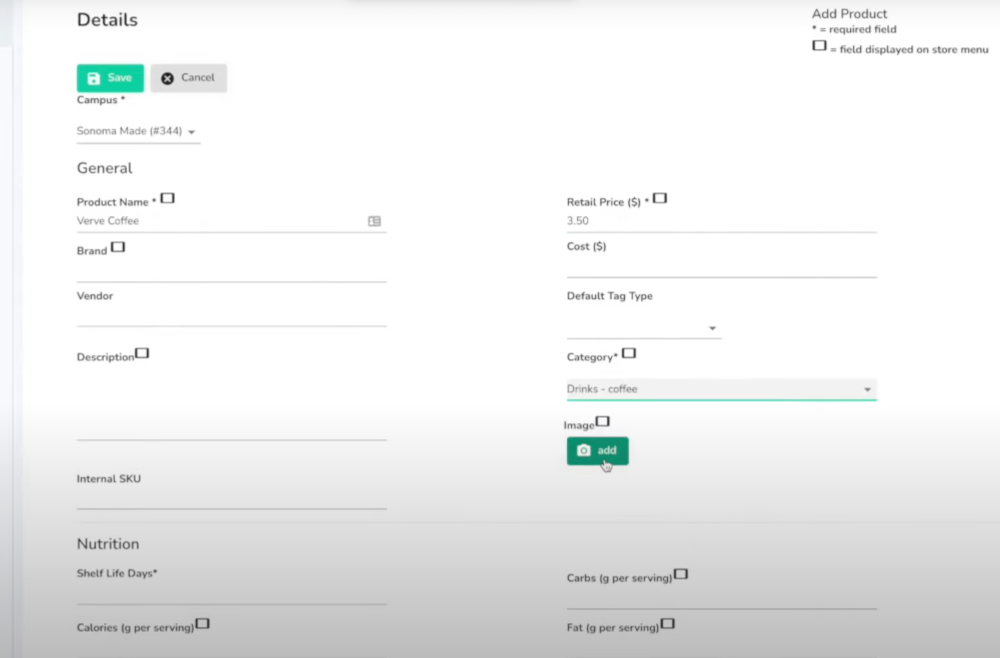 Details
Add Product
* = required field
= field displayed on store menu
Save
Cancel
Campus *
Sonoma Made (#344)
General
Product Name *
Retail Price ($) *
Verve Coffee
3.50
Brand
Cost ($)
Vendor
Default Tag Type
Description
Category*
Drinks - coffee
Image
add
Internal SKU
Nutrition
Shelf Life Days*
Carbs (g per serving)
Calories (g per serving)
Fat (g per serving)